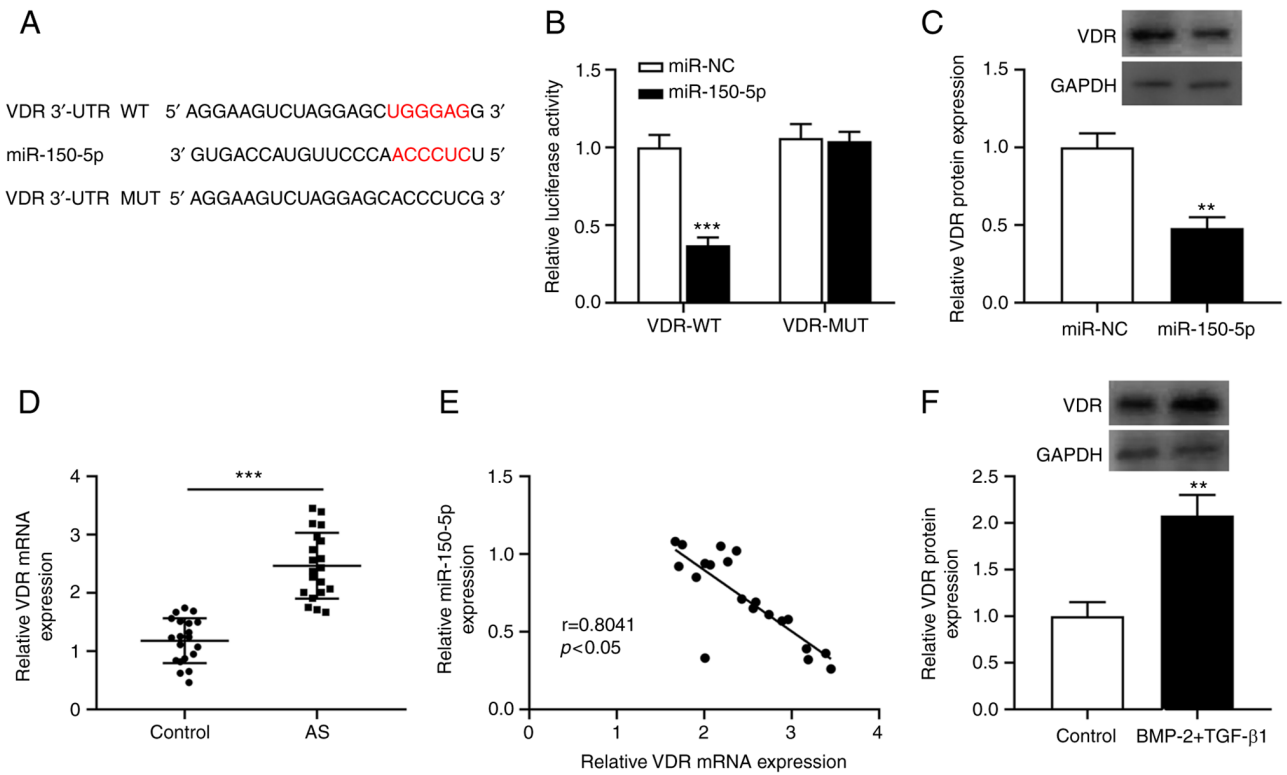 A
VDR 3′-UTR WT 5′ AGGAAGUCUAGGAGCUGGGAGG 3′
miR-150-5p 3′ GUGACCAUGUUCCCAACCCUCU 5′
VDR 3′-UTR MUT 5′ AGGAAGUCUAGGAGCACCCUCG 3′
B
miR-NC
miR-150-5p
Relative luciferase activity
1.5
1.0
0.5
0.0
***
VDR-WT VDR-MUT
C
VDR
GAPDH
Relative VDR protein expression
1.5
1.0
0.5
0.0
**
miR-NC miR-150-5p
D
Relative VDR mRNA
expression
4
3
2
1
0
***
Control AS
E
Relative miR-150-5p
expression
1.5
1.0
0.5
0.0
r=0.8041
p<0.05
0 1 2 3 4
Relative VDR mRNA expression
F
VDR
GAPDH
Relative VDR protein
expression
2.5
2.0
1.5
1.0
0.5
0.0
**
Control BMP-2+TGF-β1